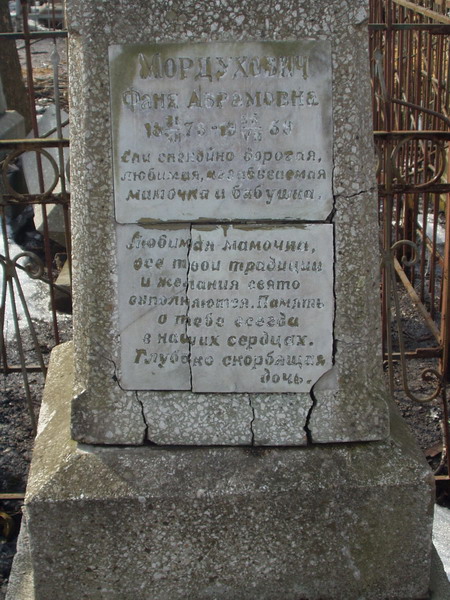 Мордухович
Фаня Абрамовна
Спи спокойно дорогая,
любимая, незабвенная
мамочка и бабушка.
Любимая мамочка,
все твои традиции
и желания свято
выполняются. Память
о тебе всегда
в наших сердцах.
Глубоко скорбящая
дочь.